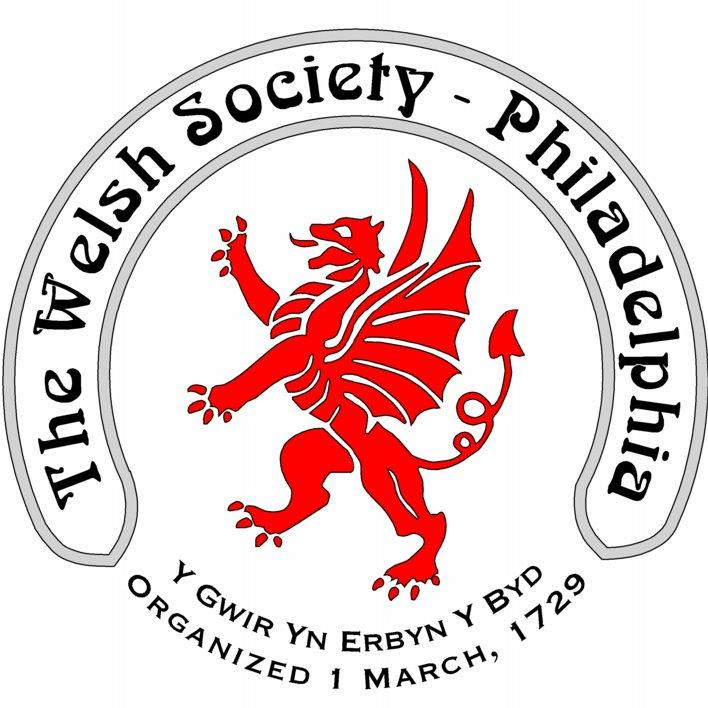 The Welsh Society - Philadelphia
Y Gwir Yn Erbyn Y Byd
Organized 1 March, 1729